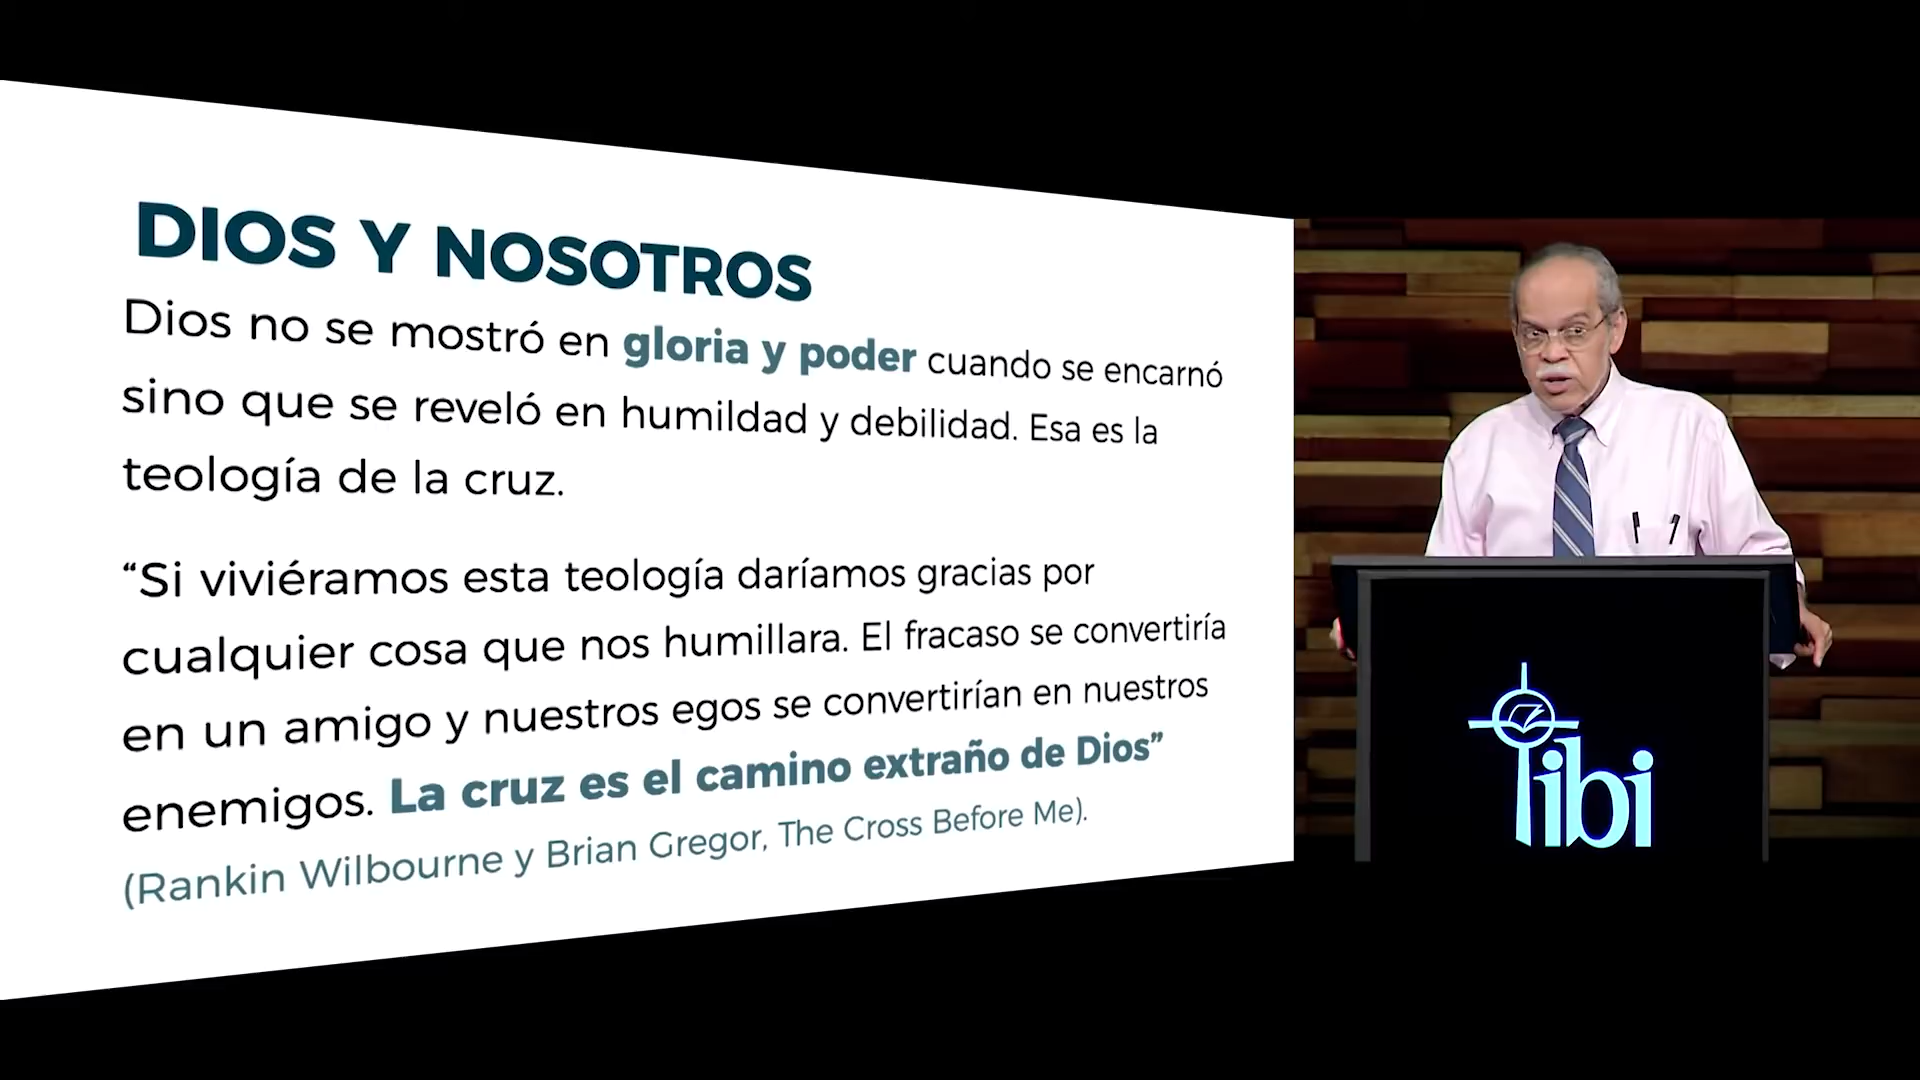 DIOS Y NOSOTROS
Dios no se mostró en gloria y poder cuando se encarnó
sino que se reveló en humildad y debilidad. Esa es la
teología de la cruz.
“Si viviéramos esta teología daríamos gracias por
cualquier cosa que nos humillara. El fracaso se convertiría
en un amigo y nuestros egos se convertirían en nuestros
enemigos. La cruz es el camino extraño de Dios”
(Rankin Wilbourne y Brian Gregor, The Cross Before Me).
ibi